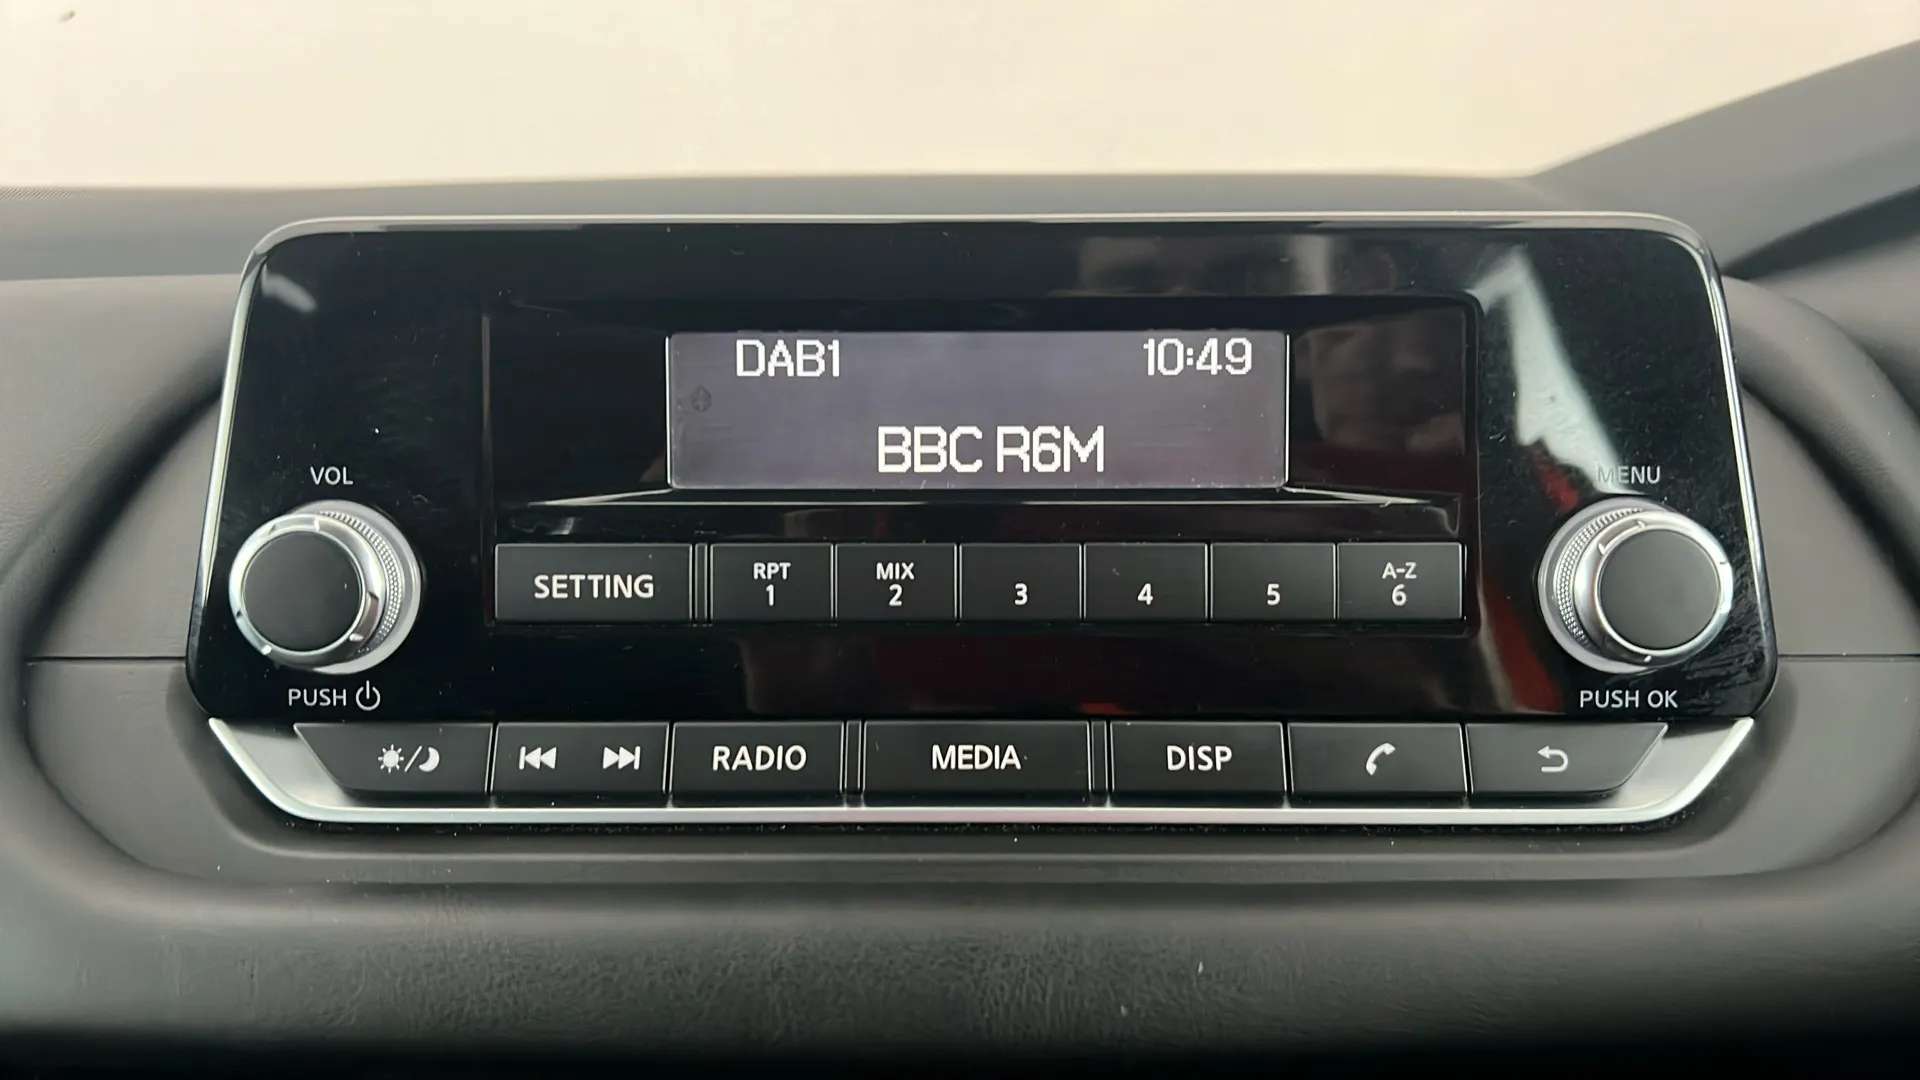 DAB1 10:49
BBC R6M
VOL
MENU
SETTING
RPT
1
MIX
2
3
4
5
A-Z
6
PUSH
PUSH OK
RADIO
MEDIA
DISP